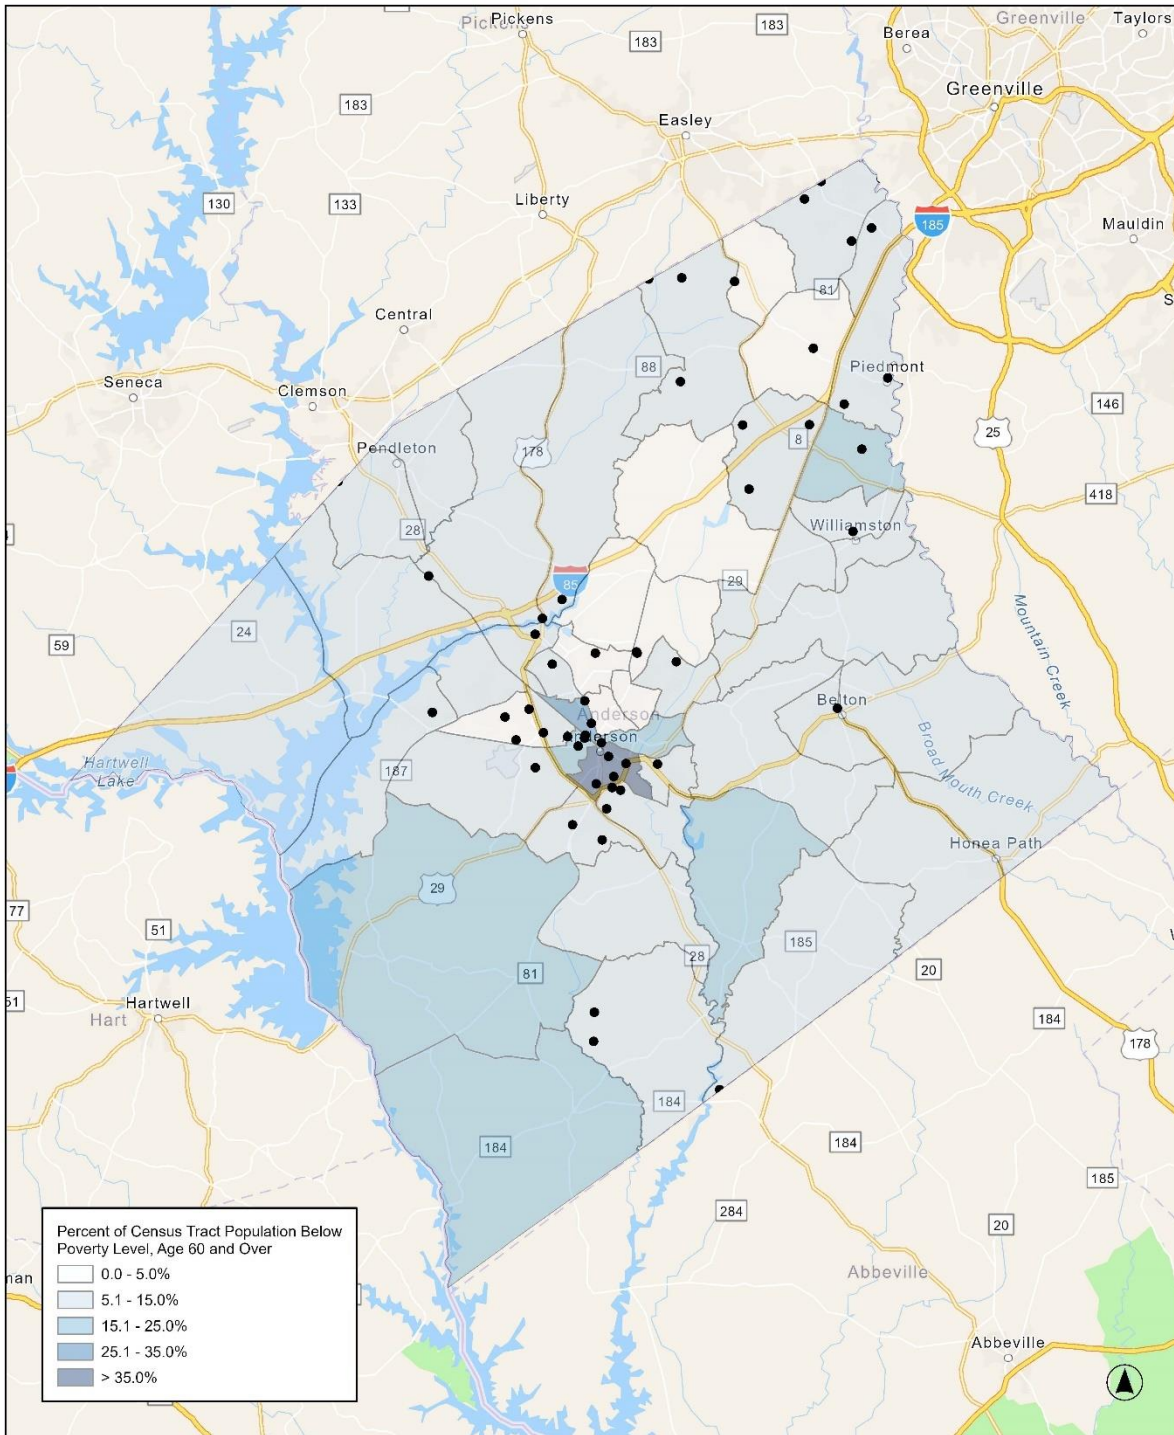 Pickens
Pickens
183
183
183
Greenville
Taylors
Berea
Greenville
Easley
183
130
133
Liberty
185
Mauldin
81
Central
88
Piedmont
Seneca
Clemson
146
25
8
178
Pendleton
418
28
Williamston
85
29
24
59
Mountain Creek
Belton
Anderson
Anderson
Broad Mouth Creek
Hartwell
Lake
187
Honea Path
29
77
51
185
28
20
81
51
Hartwell
Hart
184
178
184
184
184
185
284
20
Abbeville
Abbeville
Percent of Census Tract Population Below
Poverty Level, Age 60 and Over
0.0 - 5.0%
5.1 - 15.0%
15.1 - 25.0%
25.1 - 35.0%
> 35.0%